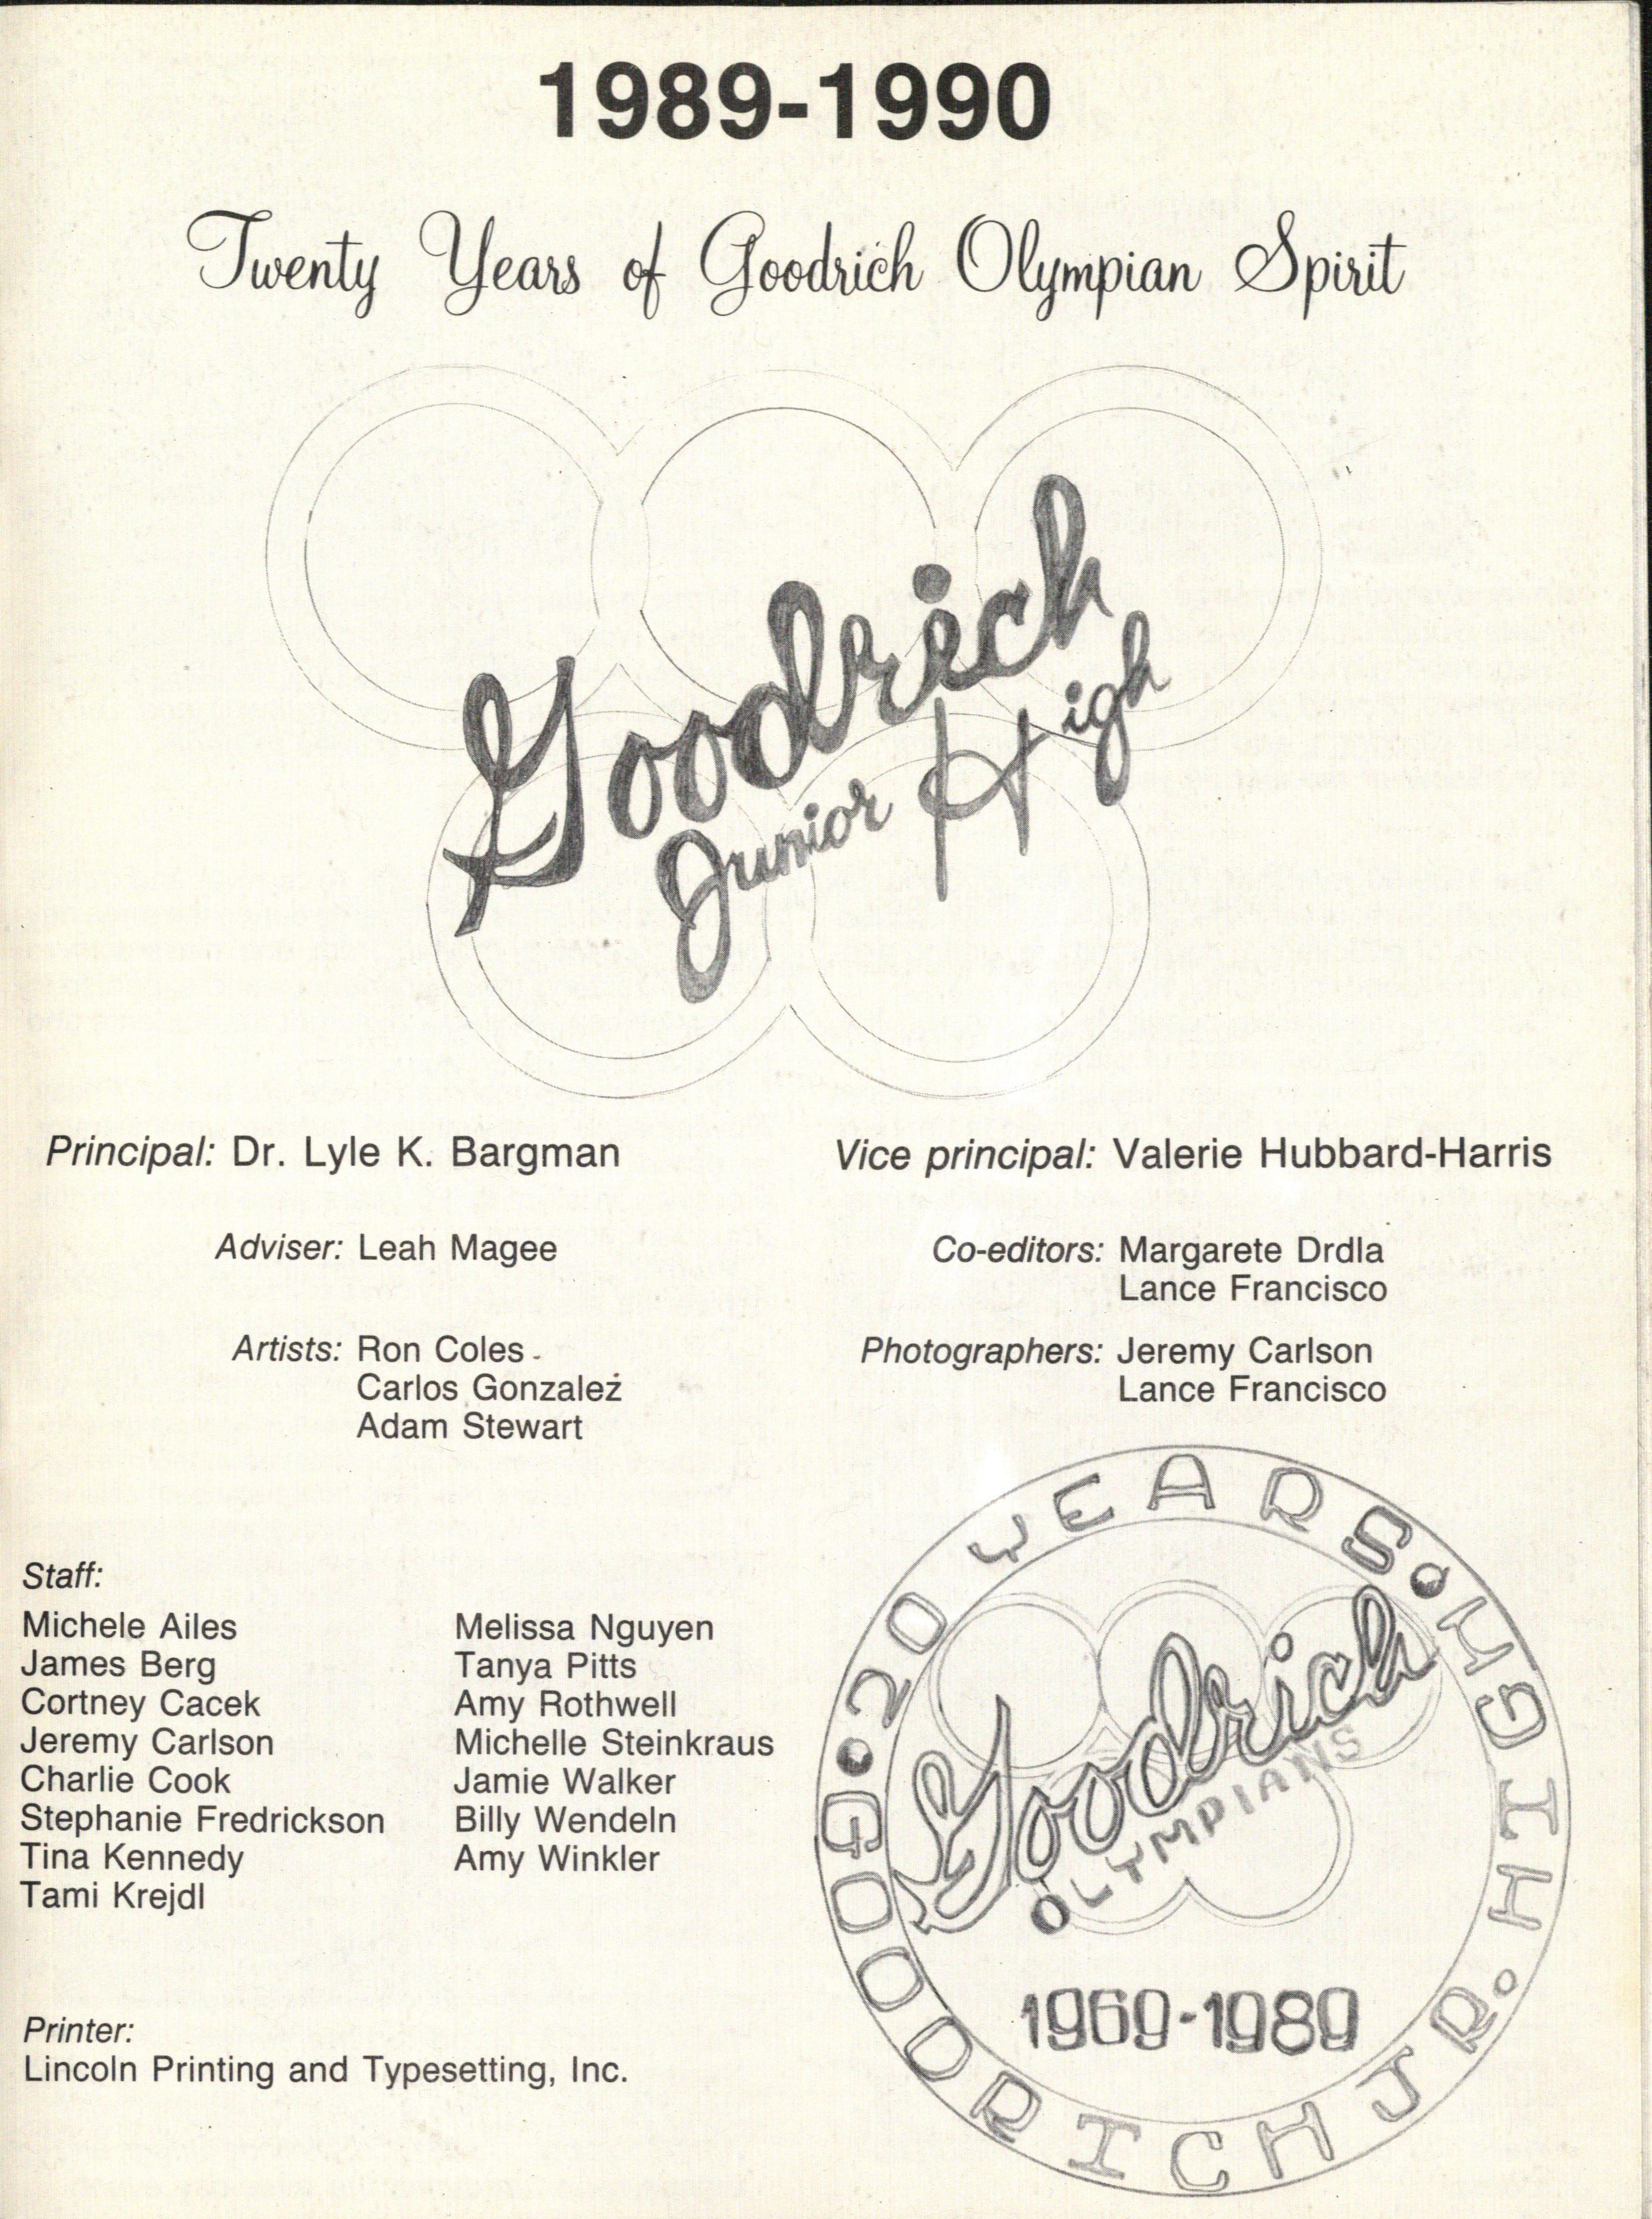 1989-1990
Twenty Years of Goodrich Olympian Spirit
Goodrich
Junior High
Principal: Dr. Lyle K. Bargman
Vice principal: Valerie Hubbard-Harris
Adviser: Leah Magee
Co-editors: Margarete Drdla
Lance Francisco
Artists: Ron Coles
Carlos Gonzalez
Adam Stewart
Photographers: Jeremy Carlson
Lance Francisco
Staff:
Michele Ailes
James Berg
Cortney Cacek
Jeremy Carlson
Charlie Cook
Stephanie Fredrickson
Tina Kennedy
Tami Krejdl
Melissa Nguyen
Tanya Pitts
Amy Rothwell
Michelle Steinkraus
Jamie Walker
Billy Wendeln
Amy Winkler
Printer:
Lincoln Printing and Typesetting, Inc.
20 YEARS
GOODRICH JR. HIGH
Goodrich
OLYMPIANS
1969-1989